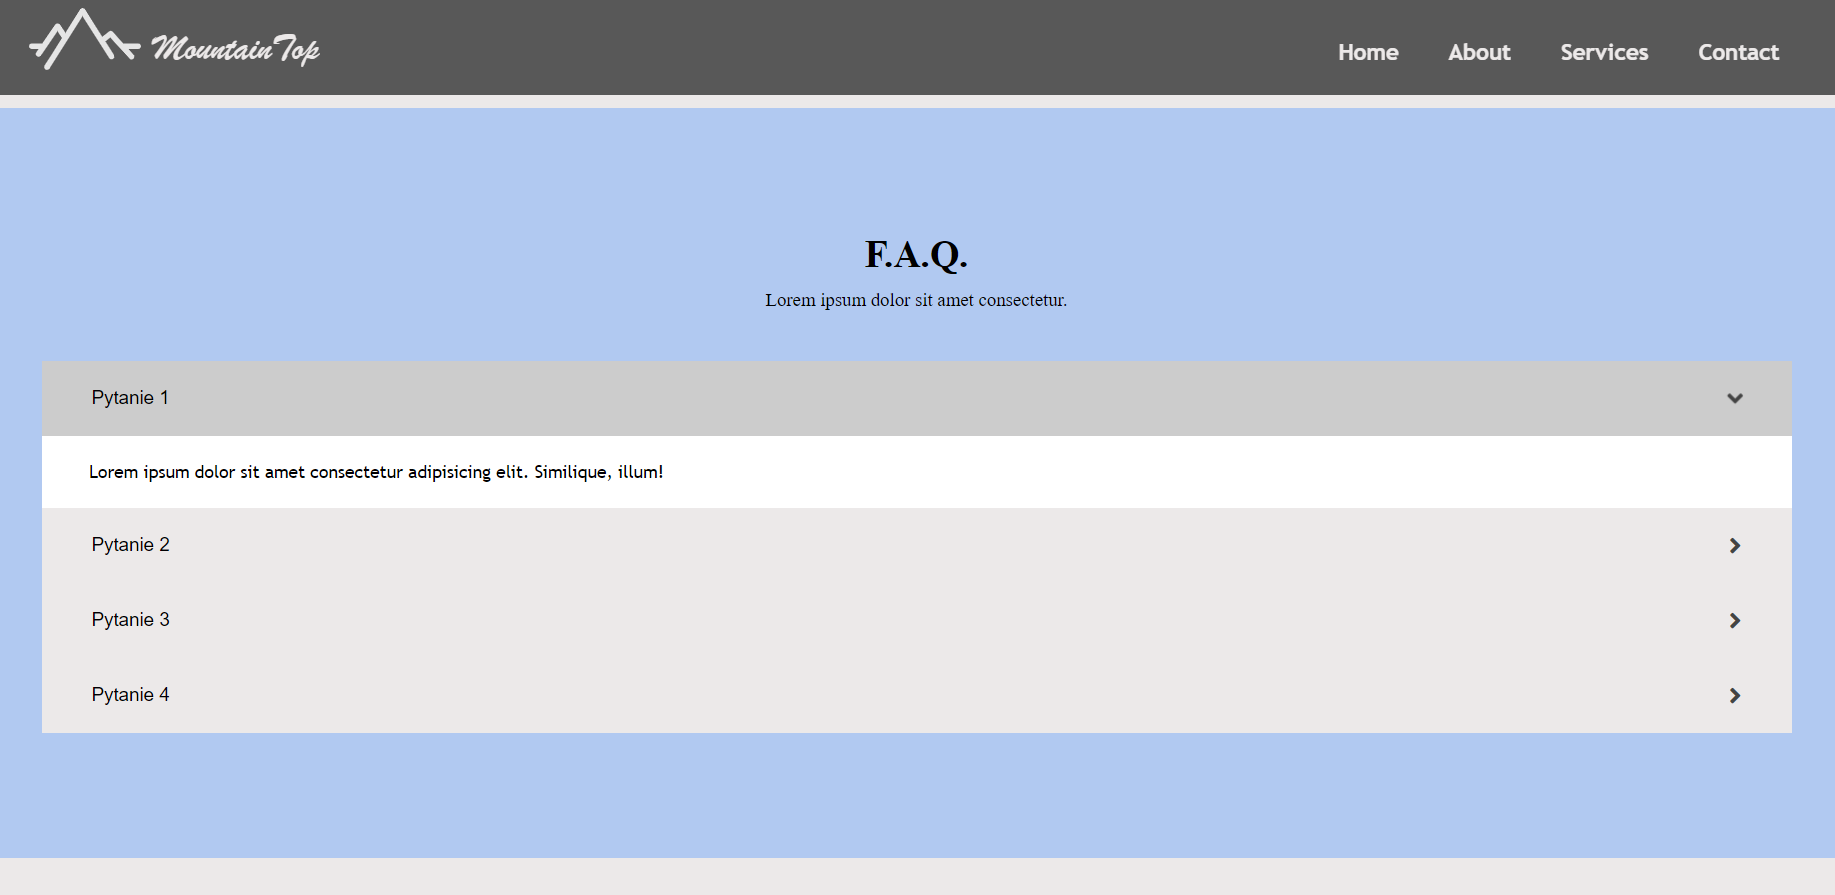 MountainTop
Home About Services Contact
F.A.Q.
Lorem ipsum dolor sit amet consectetur.
Pytanie 1
Lorem ipsum dolor sit amet consectetur adipisicing elit. Similique, illum!
Pytanie 2
Pytanie 3
Pytanie 4